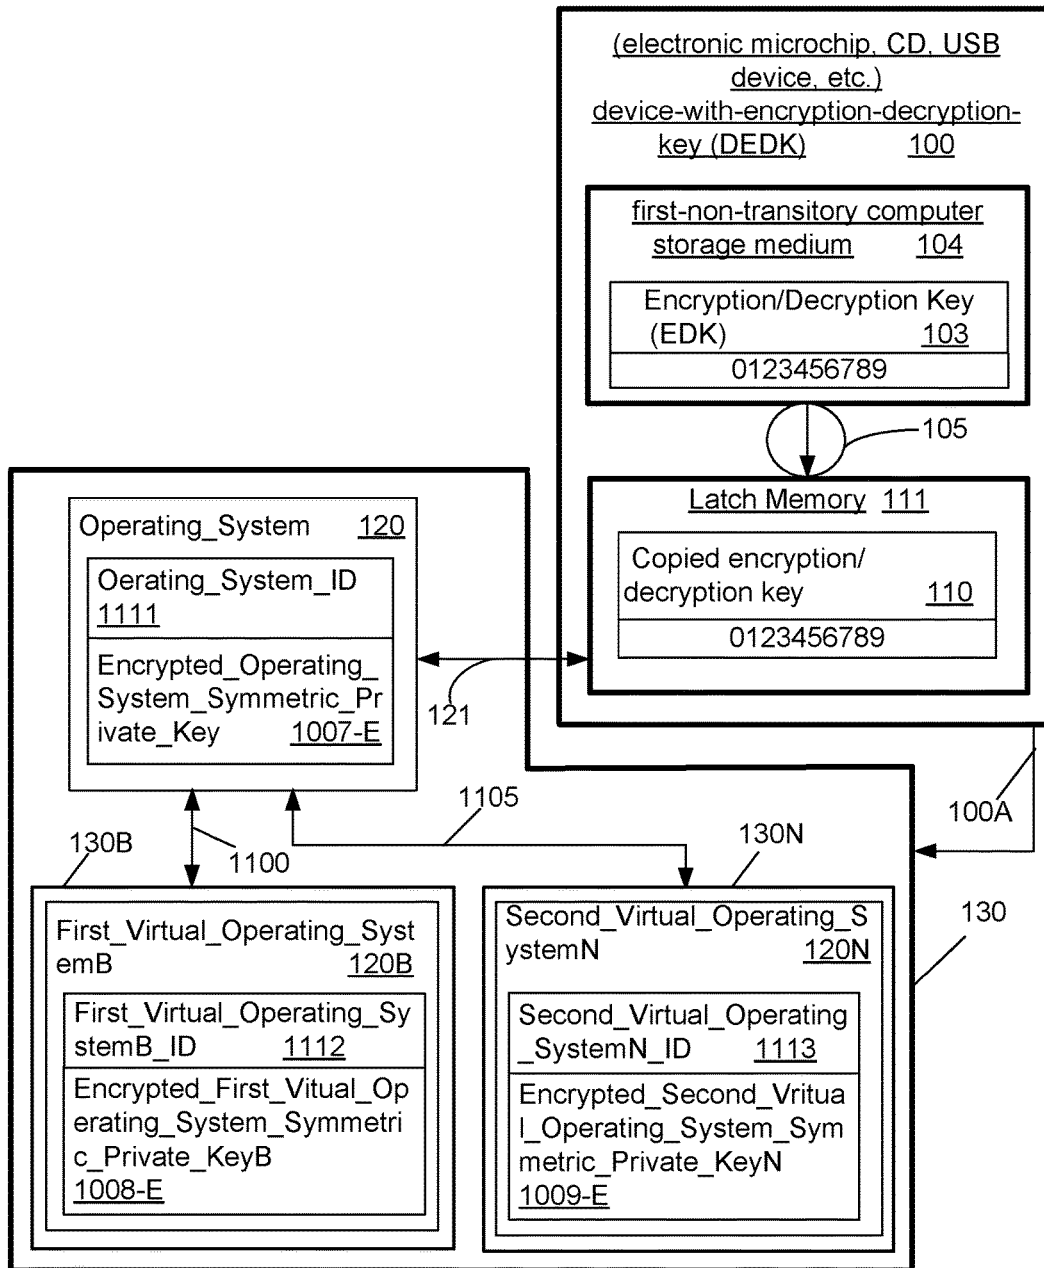 (electronic microchip, CD, USB
device, etc.)
device-with-encryption-decryption-
key (DEDK) 100
first-non-transitory computer
storage medium 104
Encryption/Decryption Key
(EDK) 103
0123456789
105
Latch Memory 111
Copied encryption/
decryption key 110
0123456789
Operating_System 120
Oerating_System_ID
1111
Encrypted_Operating_
System_Symmetric_Pr
ivate_Key 1007-E
121
100A
1105
130B
1100
130N
130
First_Virtual_Operating_Syst
emB 120B
First_Virtual_Operating_Sy
stemB_ID 1112
Encrypted_First_Vitual_Op
erating_System_Symmetri
c_Private_KeyB
1008-E
Second_Virtual_Operating_S
ystemN 120N
Second_Virtual_Operating
_SystemN_ID 1113
Encrypted_Second_Vritua
l_Operating_System_Sym
metric_Private_KeyN
1009-E